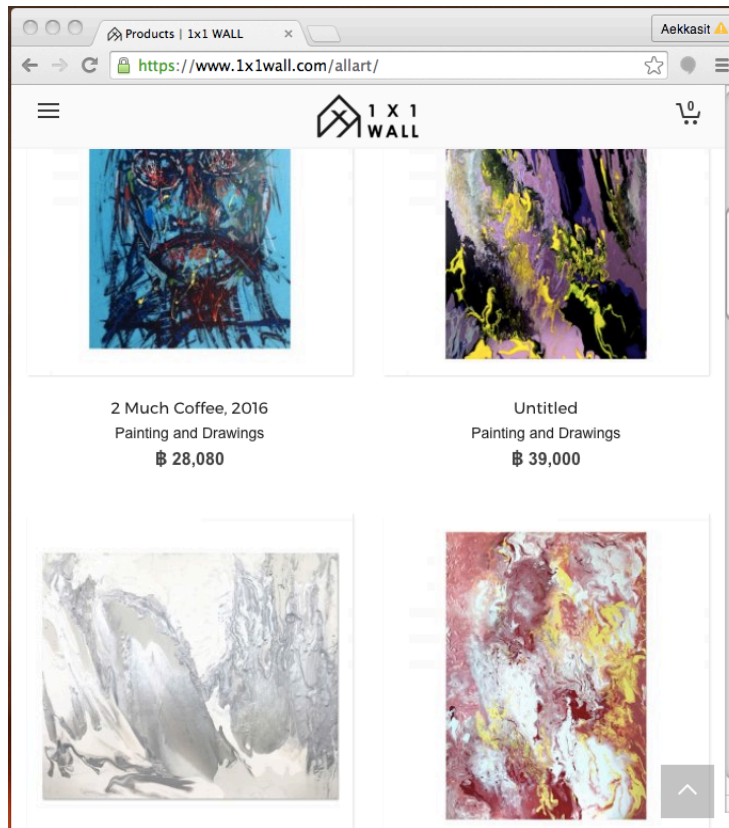 Products | 1x1 WALL
Aekkasit
https://www.1x1wall.com/allart/
1 X 1
WALL
0
2 Much Coffee, 2016
Painting and Drawings
฿ 28,080
Untitled
Painting and Drawings
฿ 39,000